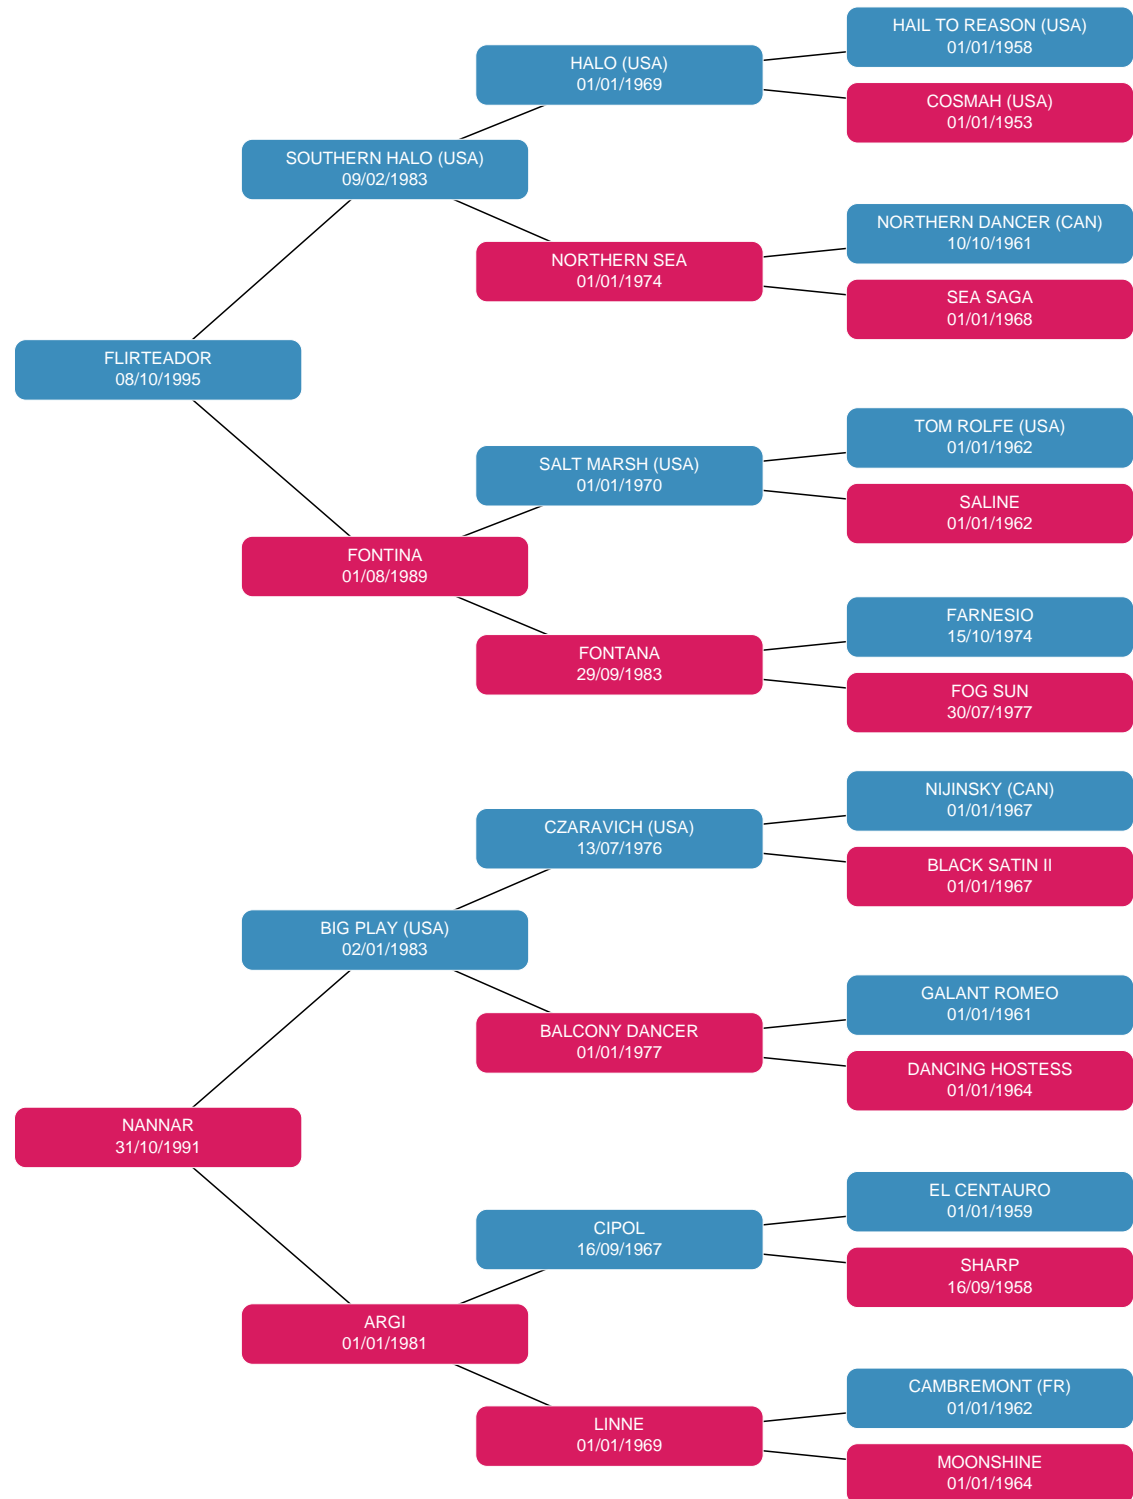 HAIL TO REASON (USA)
01/01/1958
HALO (USA)
01/01/1969
COSMAH (USA)
01/01/1953
SOUTHERN HALO (USA)
09/02/1983
NORTHERN DANCER (CAN)
10/10/1961
NORTHERN SEA
01/01/1974
SEA SAGA
01/01/1968
FLIRTEADOR
08/10/1995
TOM ROLFE (USA)
01/01/1962
SALT MARSH (USA)
01/01/1970
SALINE
01/01/1962
FONTINA
01/08/1989
FARNESIO
15/10/1974
FONTANA
29/09/1983
FOG SUN
30/07/1977
NIJINSKY (CAN)
01/01/1967
CZARAVICH (USA)
13/07/1976
BLACK SATIN II
01/01/1967
BIG PLAY (USA)
02/01/1983
GALANT ROMEO
01/01/1961
BALCONY DANCER
01/01/1977
DANCING HOSTESS
01/01/1964
NANNAR
31/10/1991
EL CENTAURO
01/01/1959
CIPOL
16/09/1967
SHARP
16/09/1958
ARGI
01/01/1981
CAMBREMONT (FR)
01/01/1962
LINNE
01/01/1969
MOONSHINE
01/01/1964